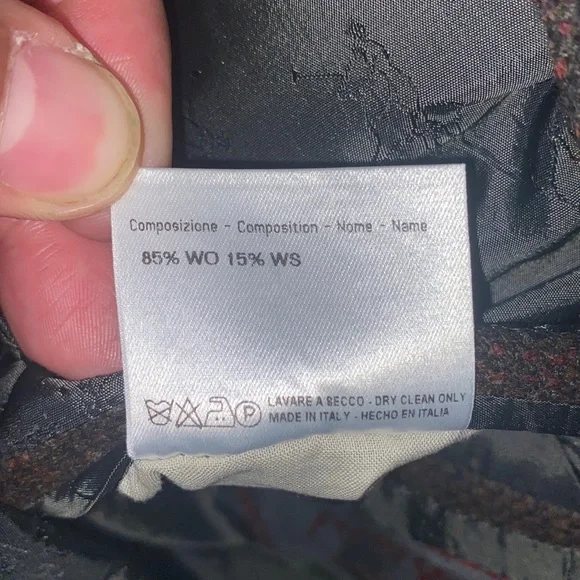 Composizione - Composition - Nome - Name
85% WO 15% WS
P LAVARE A SECCO - DRY CLEAN ONLY
MADE IN ITALY - HECHO EN ITALIA